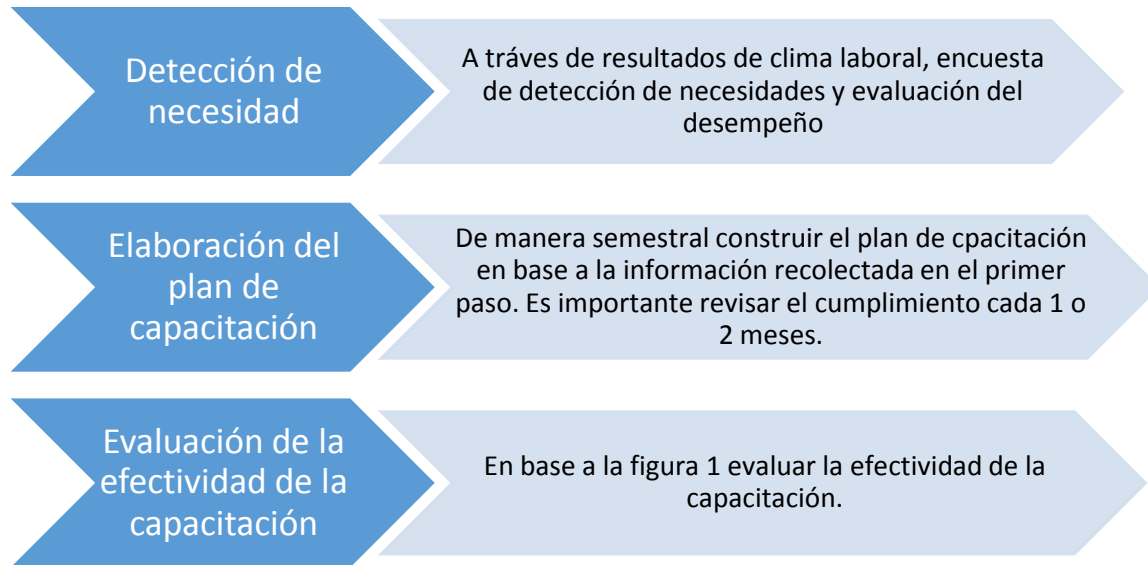 Detección de
necesidad
A tráves de resultados de clima laboral, encuesta
de detección de necesidades y evaluación del
desempeño
Elaboración del
plan de
capacitación
De manera semestral construir el plan de cpacitación
en base a la información recolectada en el primer
paso. Es importante revisar el cumplimiento cada 1 o
2 meses.
Evaluación de la
efectividad de la
capacitación
En base a la figura 1 evaluar la efectividad de la
capacitación.